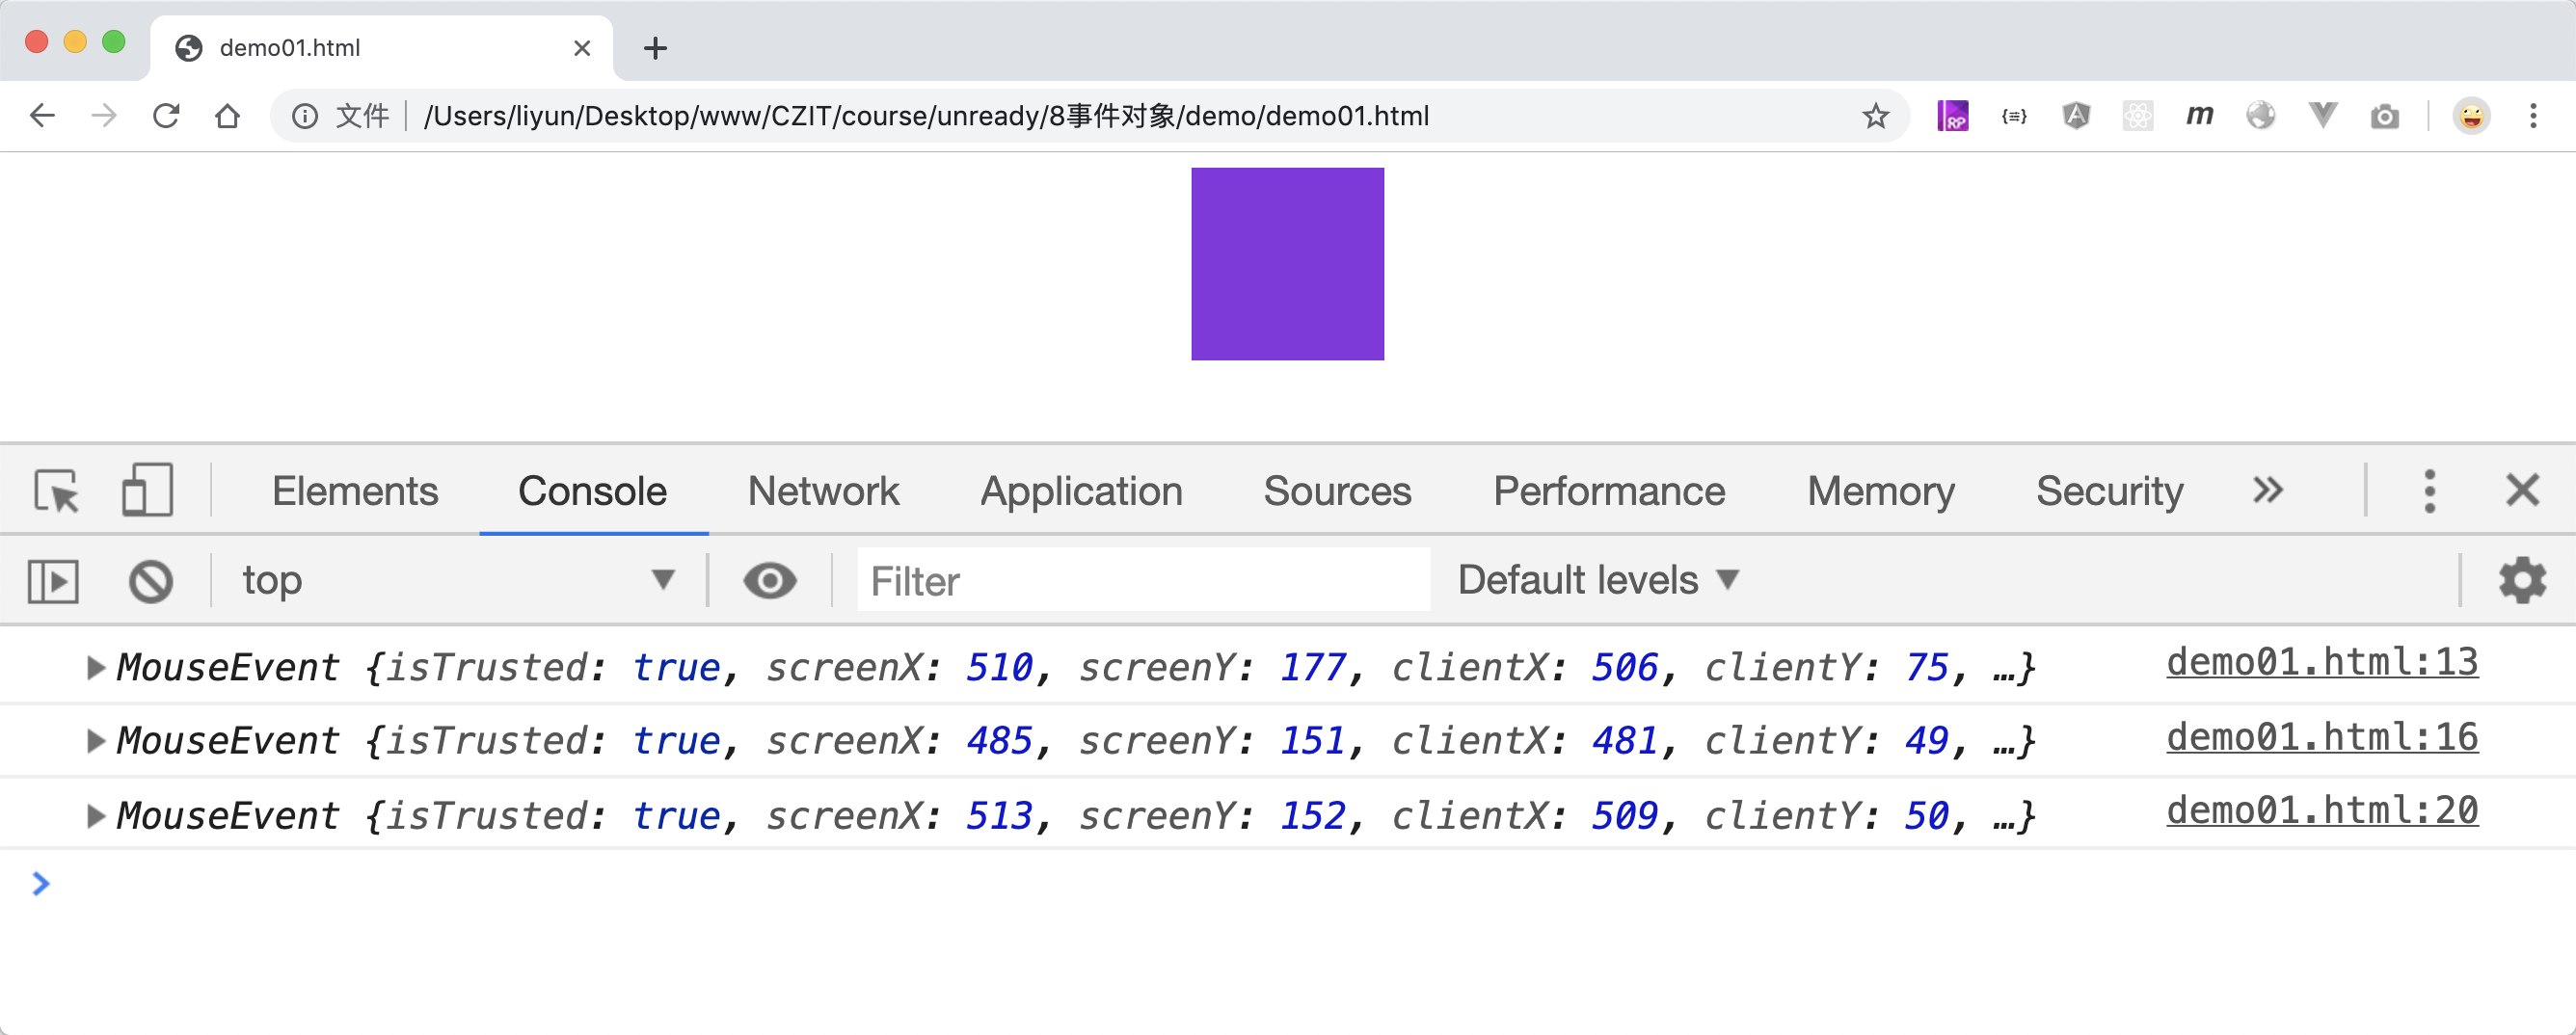 demo01.html
文件 /Users/liyun/Desktop/www/CZIT/course/unready/8事件对象/demo/demo01.html RP {≡} A m
Elements Console Network Application Sources Performance Memory Security »
top Filter Default levels
MouseEvent {isTrusted: true, screenX: 510, screenY: 177, clientX: 506, clientY: 75, …} demo01.html:13
MouseEvent {isTrusted: true, screenX: 485, screenY: 151, clientX: 481, clientY: 49, …} demo01.html:16
MouseEvent {isTrusted: true, screenX: 513, screenY: 152, clientX: 509, clientY: 50, …} demo01.html:20